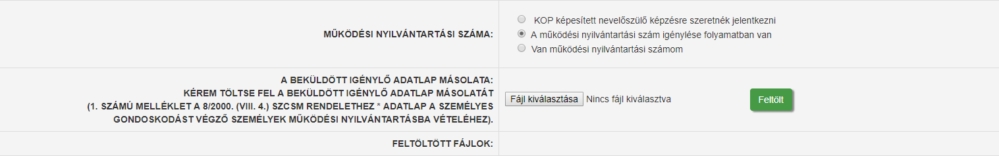 MŰKÖDÉSI NYILVÁNTARTÁSI SZÁMA:
KOP képesített nevelőszülő képzésre szeretnék jelentkezni
A működési nyilvántartási szám igénylése folyamatban van
Van működési nyilvántartási számom
A BEKÜLDÖTT IGÉNYLŐ ADATLAP MÁSOLATA:
KÉREM TÖLTSE FEL A BEKÜLDÖTT IGÉNYLŐ ADATLAP MÁSOLATÁT
(1. SZÁMÚ MELLÉKLET A 8/2000. (VIII. 4.) SZCSM RENDELETHEZ * ADATLAP A SZEMÉLYES
GONDOSKODÁST VÉGZŐ SZEMÉLYEK MŰKÖDÉSI NYILVÁNTARTÁSBA VÉTELÉHEZ).
Fájl kiválasztása Nincs fájl kiválasztva
Feltölt
FELTÖLTÖTT FÁJLOK: